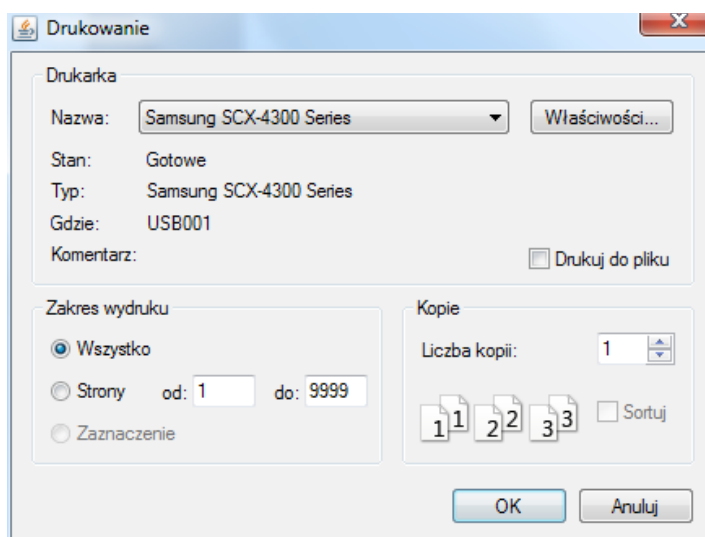 Drukowanie
Drukarka
Nazwa: Samsung SCX-4300 Series Właściwości...
Stan: Gotowe
Typ: Samsung SCX-4300 Series
Gdzie: USB001
Komentarz: Drukuj do pliku
Zakres wydruku
Wszystko
Strony od: 1 do: 9999
Zaznaczenie
Kopie
Liczba kopii: 1
1 1 2 2 3 3 Sortuj
OK Anuluj